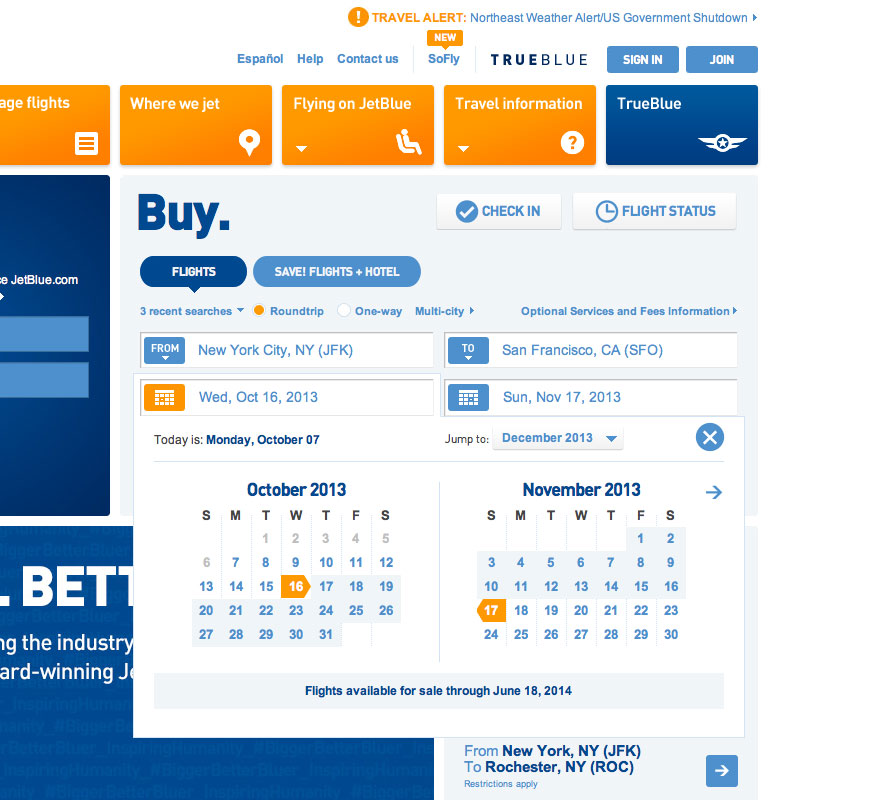 ! TRAVEL ALERT: Northeast Weather Alert/US Government Shutdown
NEW
Español Help Contact us SoFly TRUEBLUE SIGN IN JOIN
age flights
Where we jet
Flying on JetBlue
Travel information
?
TrueBlue
ce JetBlue.com
Buy.
CHECK IN
FLIGHT STATUS
FLIGHTS
SAVE! FLIGHTS + HOTEL
3 recent searches Roundtrip One-way Multi-city Optional Services and Fees Information
FROM New York City, NY (JFK)
TO San Francisco, CA (SFO)
Wed, Oct 16, 2013
Sun, Nov 17, 2013
Today is: Monday, October 07
Jump to: December 2013
October 2013
S M T W T F S
1 2 3 4 5
6 7 8 9 10 11 12
13 14 15 16 17 18 19
20 21 22 23 24 25 26
27 28 29 30 31
November 2013
S M T W T F S
1 2
3 4 5 6 7 8 9
10 11 12 13 14 15 16
17 18 19 20 21 22 23
24 25 26 27 28 29 30
Flights available for sale through June 18, 2014
L BETT
ng the industry
ard-winning Je
_InspiringHumanity_#BiggerBetterBluer
From New York, NY (JFK)
To Rochester, NY (ROC)
Restrictions apply